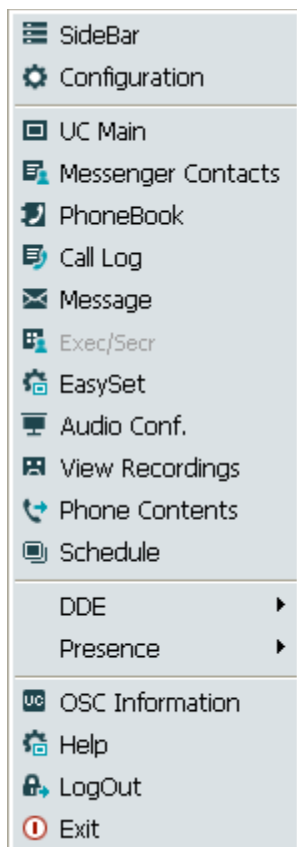 SideBar
Configuration
UC Main
Messenger Contacts
PhoneBook
Call Log
Message
Exec/Secr
EasySet
Audio Conf.
View Recordings
Phone Contents
Schedule
DDE
Presence
UC OSC Information
Help
LogOut
Exit